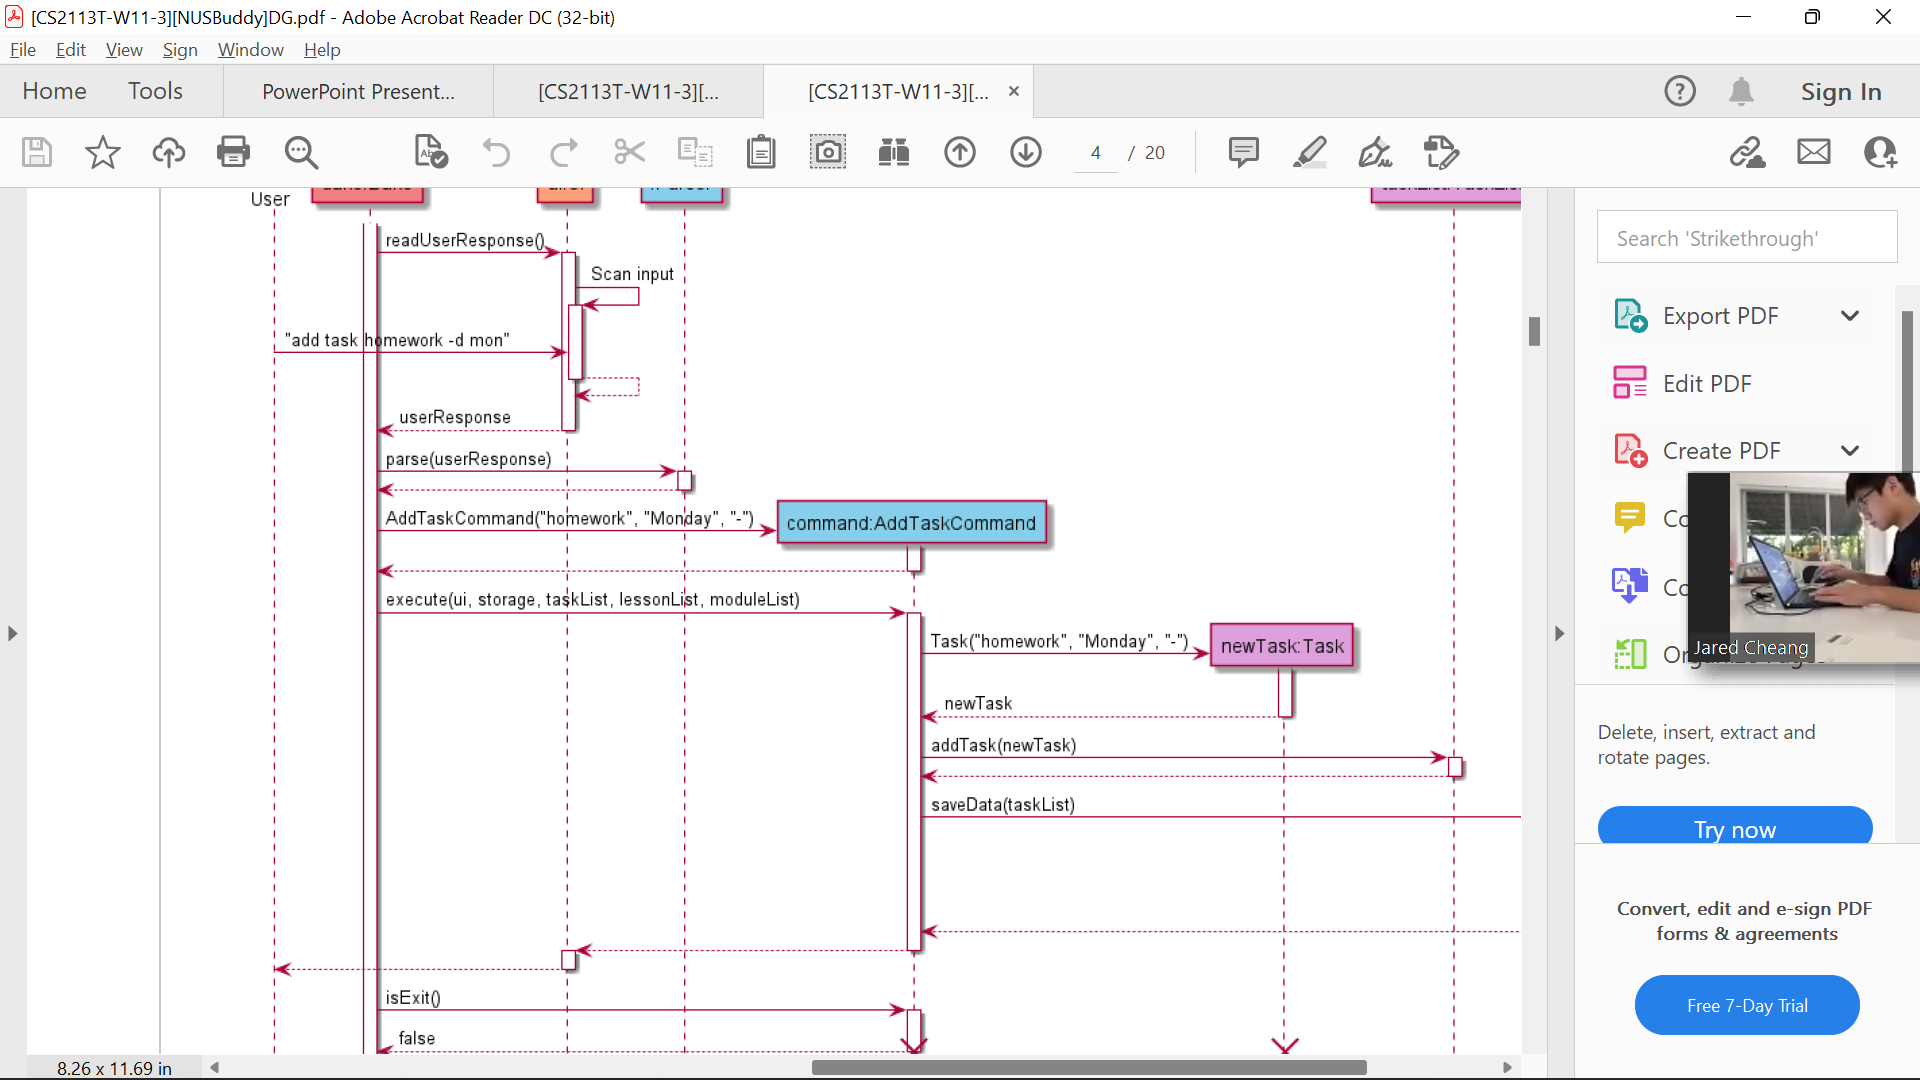 [CS2113T-W11-3][NUSBuddy]DG.pdf - Adobe Acrobat Reader DC (32-bit)
File Edit View Sign Window Help
Home Tools PowerPoint Present... [CS2113T-W11-3][... [CS2113T-W11-3][... × Sign In
4 / 20
User
readUserResponse()
Scan input
"add task homework -d mon"
userResponse
parse(userResponse)
AddTaskCommand("homework", "Monday", "-")
command:AddTaskCommand
execute(ui, storage, taskList, lessonList, moduleList)
Task("homework", "Monday", "-")
newTask:Task
newTask
addTask(newTask)
saveData(taskList)
isExit()
false
8.26 x 11.69 in
Search 'Strikethrough'
Export PDF
Edit PDF
Create PDF
Jared Cheang
Delete, insert, extract and
rotate pages.
Try now
Convert, edit and e-sign PDF
forms & agreements
Free 7-Day Trial